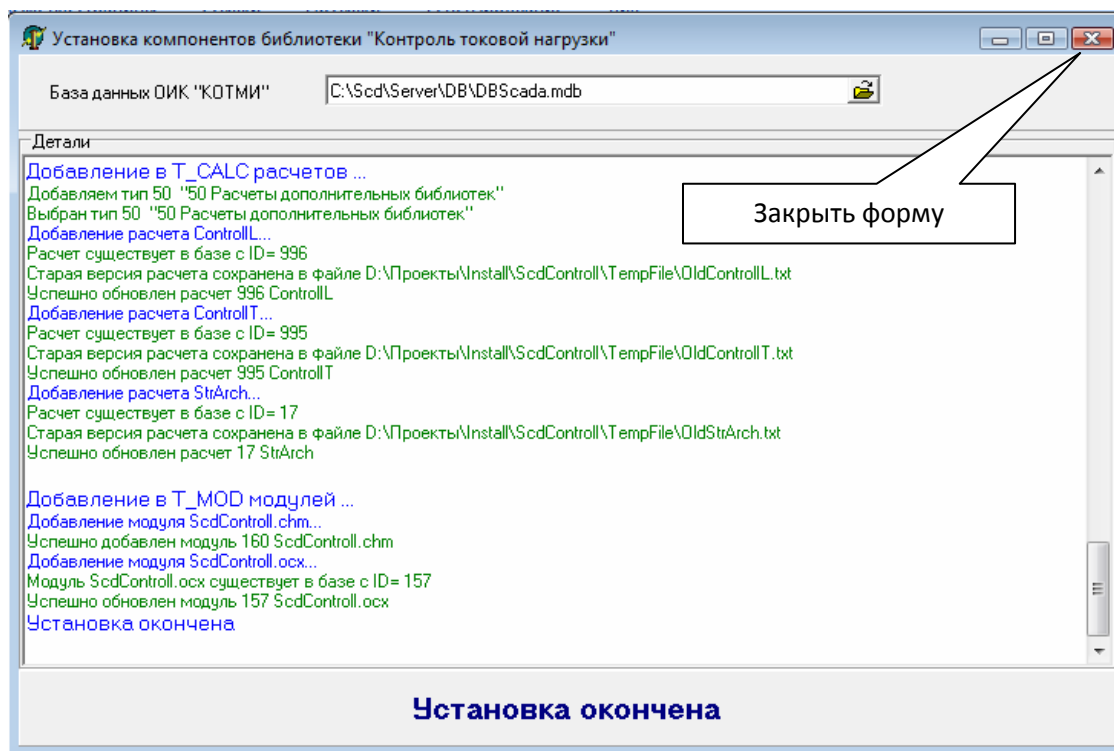 Установка компонентов библиотеки "Контроль токовой нагрузки"
База данных ОИК "КОТМИ"
C:\Scd\Server\DB\DBScada.mdb
Детали
Добавление в T_CALC расчетов ...
Добавляем тип 50 "50 Расчеты дополнительных библиотек"
Выбран тип 50 "50 Расчеты дополнительных библиотек"
Добавление расчета ControllL...
Расчет существует в базе с ID= 996
Старая версия расчета сохранена в файле D:\Проекты\Install\ScdControll\TempFile\OldControllL.txt
Успешно обновлен расчет 996 ControllL
Добавление расчета ControllT...
Расчет существует в базе с ID= 995
Старая версия расчета сохранена в файле D:\Проекты\Install\ScdControll\TempFile\OldControllT.txt
Успешно обновлен расчет 995 ControllT
Добавление расчета StrArch...
Расчет существует в базе с ID= 17
Старая версия расчета сохранена в файле D:\Проекты\Install\ScdControll\TempFile\OldStrArch.txt
Успешно обновлен расчет 17 StrArch
Добавление в T_MOD модулей ...
Добавление модуля ScdControll.chm...
Успешно добавлен модуль 160 ScdControll.chm
Добавление модуля ScdControll.ocx...
Модуль ScdControll.ocx существует в базе с ID= 157
Успешно обновлен модуль 157 ScdControll.ocx
Установка окончена
Закрыть форму
Установка окончена